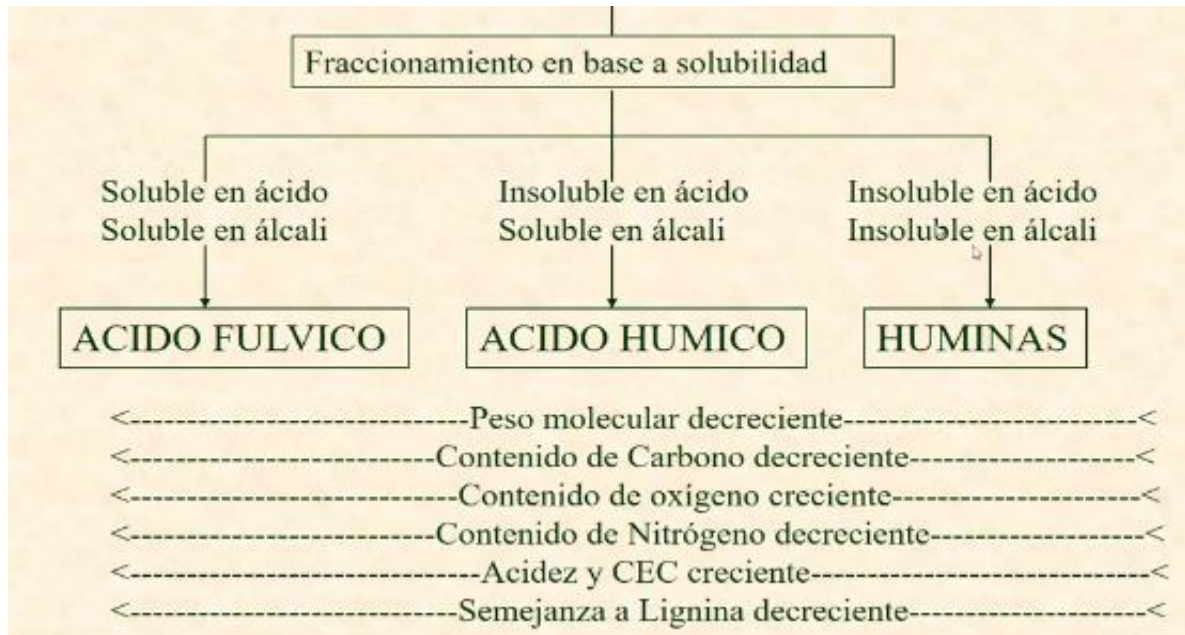 Fraccionamiento en base a solubilidad
Soluble en ácido
Soluble en álcali
Insoluble en ácido
Soluble en álcali
Insoluble en ácido
Insoluble en álcali
ACIDO FULVICO
ACIDO HUMICO
HUMINAS
<-----------------------------Peso molecular decreciente-------------------------<
<--------------------------Contenido de Carbono decreciente-------------------<
<----------------------------Contenido de oxígeno creciente----------------------<
<--------------------------Contenido de Nitrógeno decreciente------------------<
<------------------------------Acidez y CEC creciente-----------------------------<
<----------------------------Semejanza a Lignina decreciente--------------------<